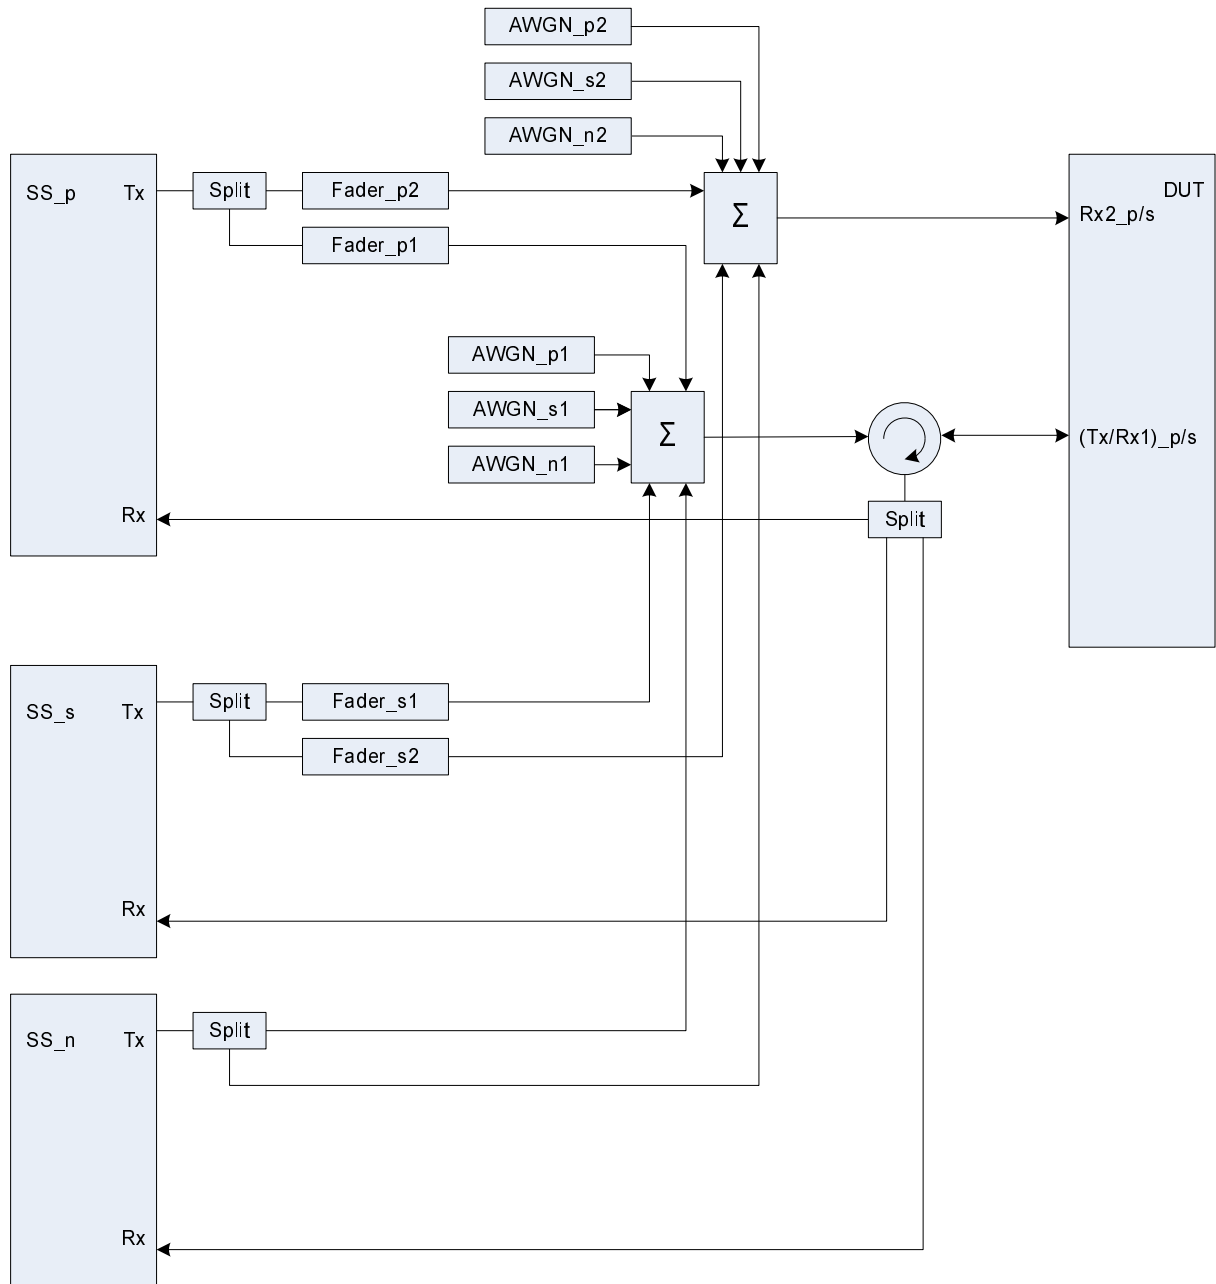 AWGN_p2
AWGN_s2
AWGN_n2
SS_p Tx
Split
Fader_p2
Σ
DUT
Rx2_p/s
Fader_p1
AWGN_p1
AWGN_s1
Σ
(Tx/Rx1)_p/s
AWGN_n1
Rx
Split
SS_s Tx
Split
Fader_s1
Fader_s2
Rx
SS_n Tx
Split
Rx